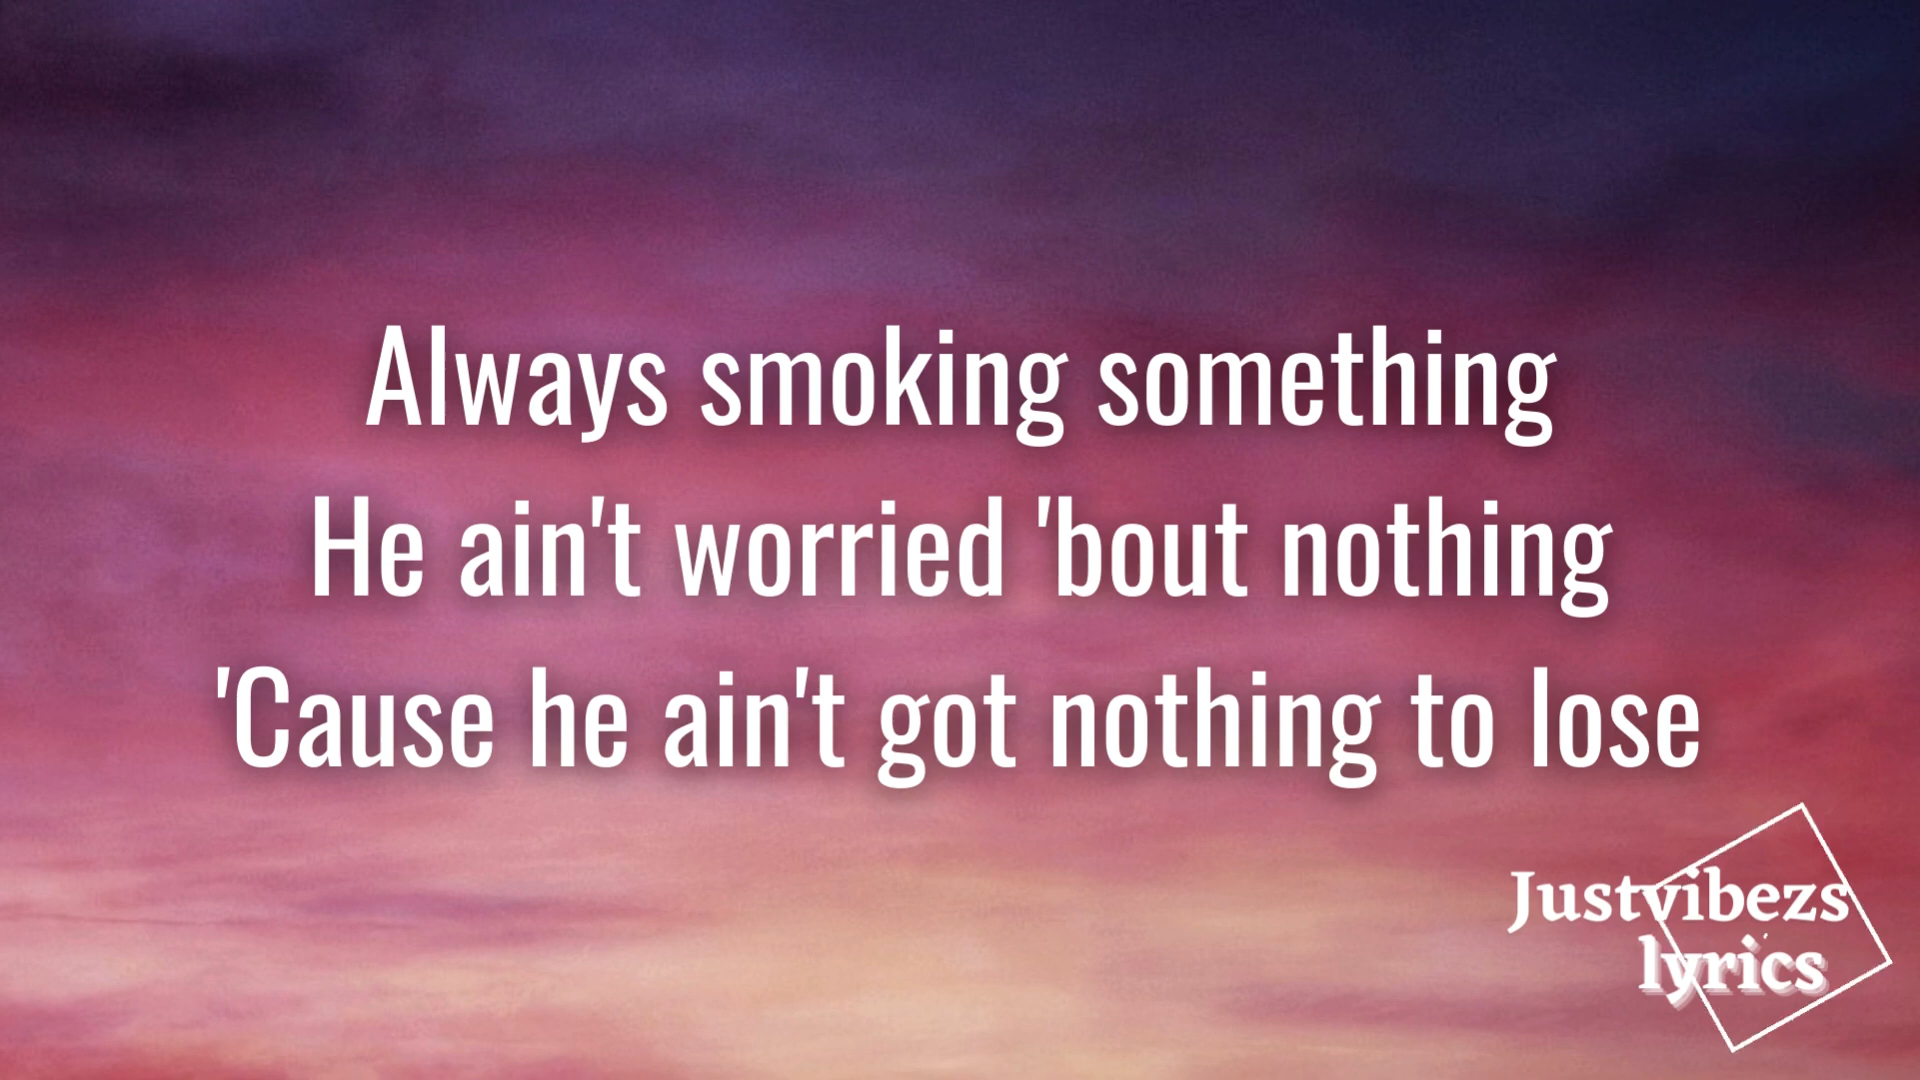 Always smoking something
He ain't worried 'bout nothing
'Cause he ain't got nothing to lose
Justvibezs
lyrics